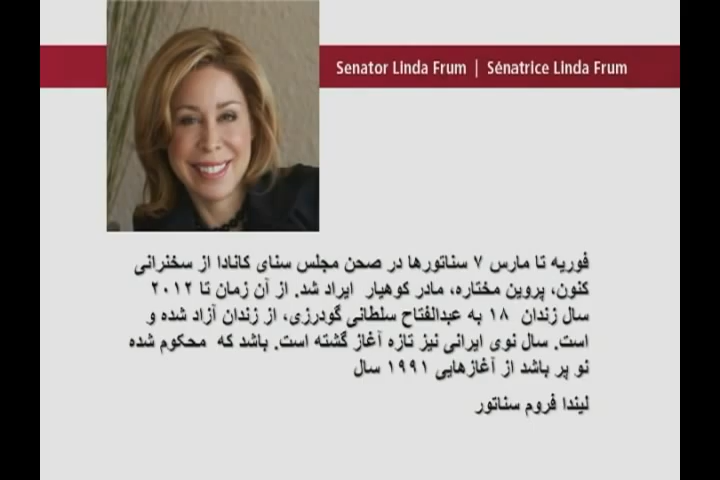 Senator Linda Frum | Sénatrice Linda Frum
فوریه تا مارس ۷ سناتورها در صحن مجلس سنای کانادا از سخنرانی
کنون، پروین مختاره، مادر کوهیار ایراد شد. از آن زمان تا ۲۰۱۲
سال زندان ۱۸ به عبدالفتاح سلطانی گودرزی، از زندان آزاد شده و
است. سال نوی ایرانی نیز تازه آغاز گشته است. باشد که محکوم شده
نو پر باشد از آغازهایی ۱۹۹۱ سال
لیندا فروم سناتور